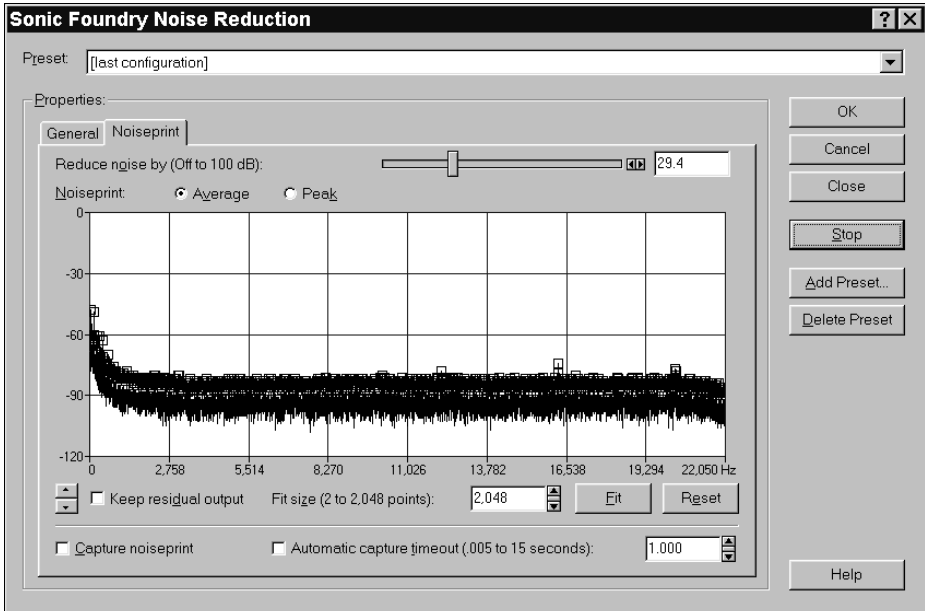 Sonic Foundry Noise Reduction
Preset: [last configuration]
Properties:
OK
Cancel
Close
Stop
Add Preset...
Delete Preset
Help
General Noiseprint
Reduce noise by (Off to 100 dB): 29.4
Noiseprint: Average Peak
0
-30
-60
-90
-120
0 2,758 5,514 8,270 11,026 13,782 16,538 19,294 22,050 Hz
Keep residual output Fit size (2 to 2,048 points): 2,048 Fit Reset
Capture noiseprint Automatic capture timeout (.005 to 15 seconds): 1.000